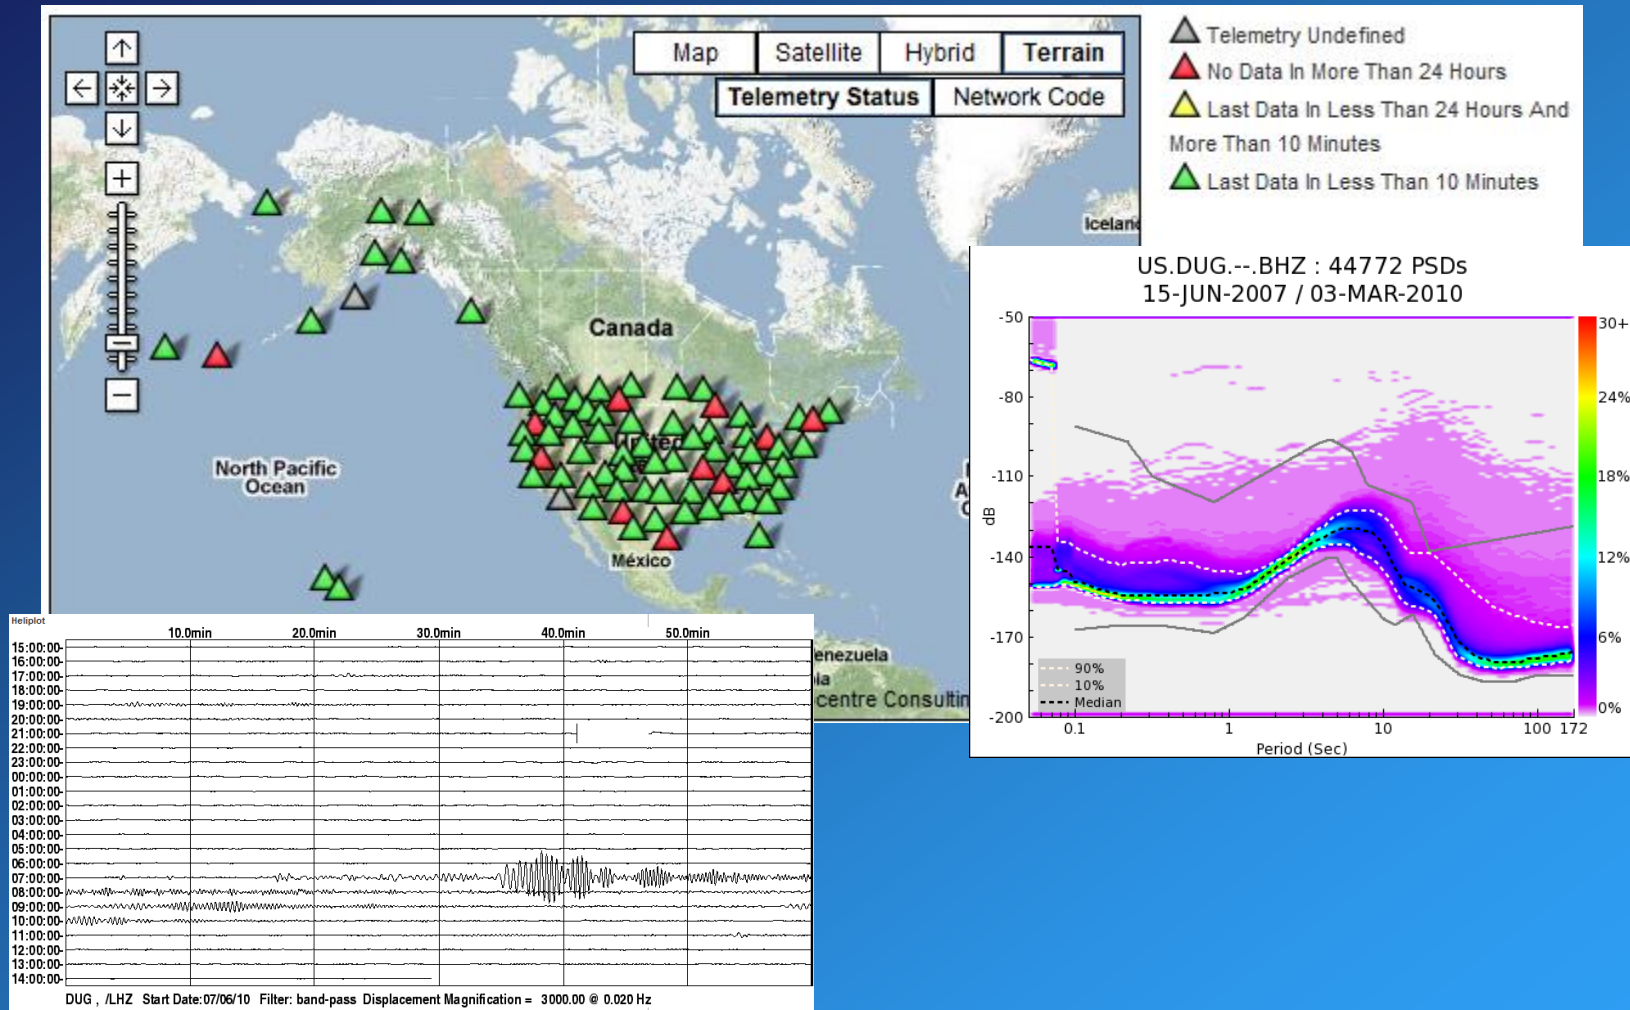 Map
Satellite
Hybrid
Terrain
Telemetry Status
Network Code
Telemetry Undefined
No Data In More Than 24 Hours
Last Data In Less Than 24 Hours And
More Than 10 Minutes
Last Data In Less Than 10 Minutes
Canada
United
North Pacific
Ocean
México
enezuela
centre Consultin
US.DUG.--.BHZ : 44772 PSDs
15-JUN-2007 / 03-MAR-2010
-50
-80
-110
-140
-170
-200
dB
0.1
1
10
100
172
Period (Sec)
90%
10%
Median
30+
24%
18%
12%
6%
0%
Heliplot
10.0min
20.0min
30.0min
40.0min
50.0min
15:00:00-
16:00:00-
17:00:00-
18:00:00-
19:00:00-
20:00:00-
21:00:00-
22:00:00-
23:00:00-
00:00:00-
01:00:00-
02:00:00-
03:00:00-
04:00:00-
05:00:00-
06:00:00-
07:00:00-
08:00:00-
09:00:00-
10:00:00-
11:00:00-
12:00:00-
13:00:00-
14:00:00-
DUG , /LHZ Start Date:07/06/10 Filter: band-pass Displacement Magnification = 3000.00 @ 0.020 Hz